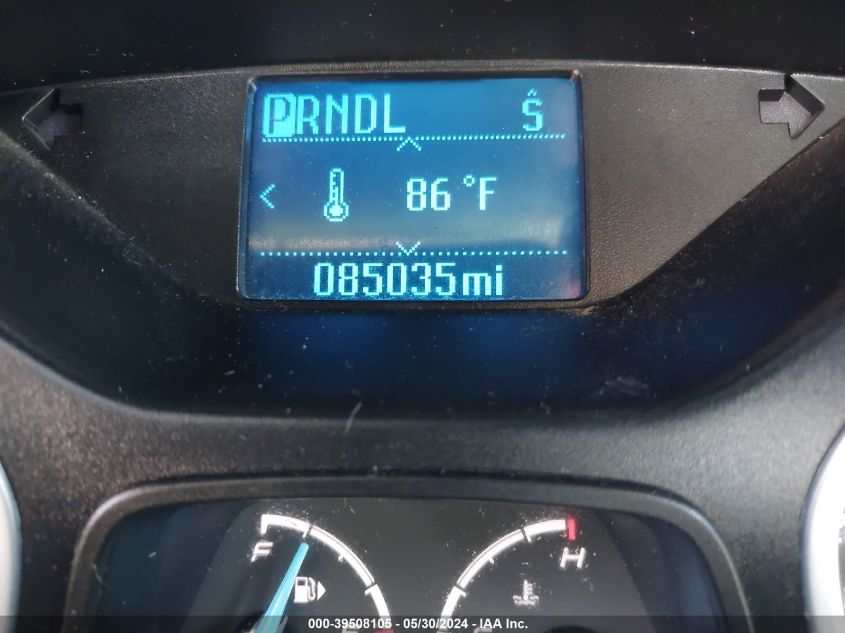 PRNDL Ŝ
< 86 °F
085035mi
F H
000-39508105 - 05/30/2024 - IAA Inc.